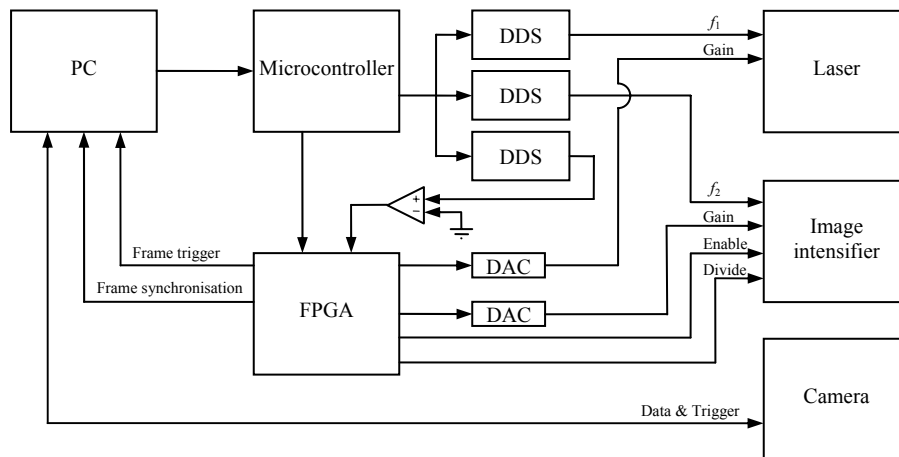 PC
Microcontroller
DDS
DDS
DDS
f1
Gain
Laser
f2
Gain
Enable
Divide
Image
intensifier
+
−
Frame trigger
Frame synchronisation
FPGA
DAC
DAC
Data & Trigger
Camera